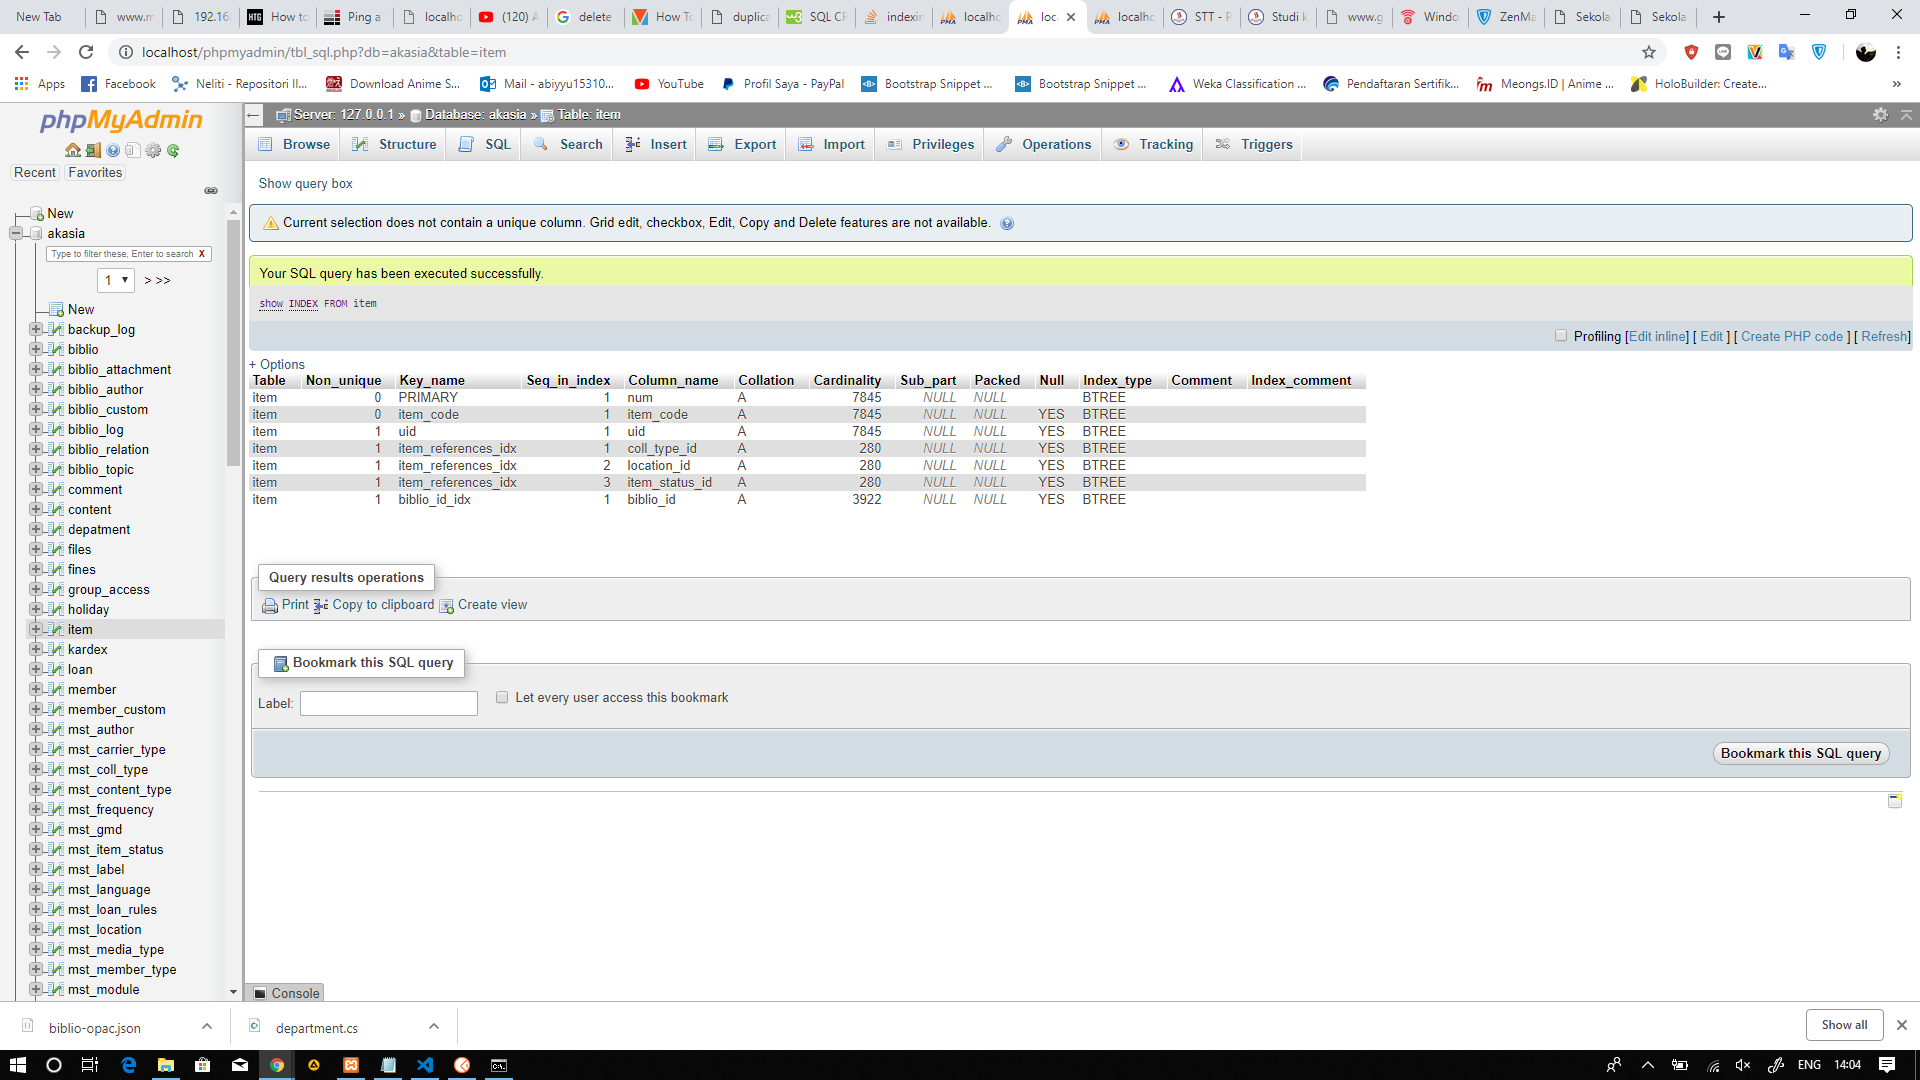 New Tab
www.m
192.16
HTG How to
Ping a
localho
(120) A
delete
How To
duplica
w3 SQL CR
indexin
PMA localho
PMA loc
PMA localho
STT - P
Studi k
www.g
Windo
ZenMa
Sekola
Sekola
localhost/phpmyadmin/tbl_sql.php?db=akasia&table=item
Apps Facebook Neliti - Repositori Il... Download Anime S... Mail - abiyyu15310... YouTube Profil Saya - PayPal Bootstrap Snippet ... Bootstrap Snippet ... Weka Classification ... Pendaftaran Sertifik... Meongs.ID | Anime ... HoloBuilder: Create... »
phpMyAdmin
Recent Favorites
New
akasia
Type to filter these, Enter to search X
1 > >>
New
backup_log
biblio
biblio_attachment
biblio_author
biblio_custom
biblio_log
biblio_relation
biblio_topic
comment
content
depatment
files
fines
group_access
holiday
item
kardex
loan
member
member_custom
mst_author
mst_carrier_type
mst_coll_type
mst_content_type
mst_frequency
mst_gmd
mst_item_status
mst_label
mst_language
mst_loan_rules
mst_location
mst_media_type
mst_member_type
mst_module
Server: 127.0.0.1 » Database: akasia » Table: item
Browse Structure SQL Search Insert Export Import Privileges Operations Tracking Triggers
Show query box
Current selection does not contain a unique column. Grid edit, checkbox, Edit, Copy and Delete features are not available.
Your SQL query has been executed successfully.
show INDEX FROM item
Profiling [Edit inline] [ Edit ] [ Create PHP code ] [ Refresh]
+ Options
Table Non_unique Key_name Seq_in_index Column_name Collation Cardinality Sub_part Packed Null Index_type Comment Index_comment
item 0 PRIMARY 1 num A 7845 NULL NULL BTREE
item 0 item_code 1 item_code A 7845 NULL NULL YES BTREE
item 1 uid 1 uid A 7845 NULL NULL YES BTREE
item 1 item_references_idx 1 coll_type_id A 280 NULL NULL YES BTREE
item 1 item_references_idx 2 location_id A 280 NULL NULL YES BTREE
item 1 item_references_idx 3 item_status_id A 280 NULL NULL YES BTREE
item 1 biblio_id_idx 1 biblio_id A 3922 NULL NULL YES BTREE
Query results operations
Print Copy to clipboard Create view
Bookmark this SQL query
Label: Let every user access this bookmark
Bookmark this SQL query
Console
biblio-opac.json
department.cs
Show all
ENG 14:04